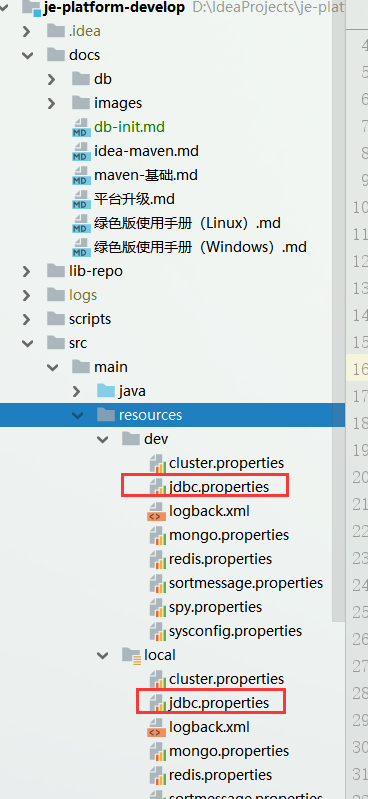 je-platform-develop D:\IdeaProjects\je-plat
.idea
docs
db
images
db-init.md
idea-maven.md
maven-基础.md
平台升级.md
绿色版使用手册（Linux）.md
绿色版使用手册（Windows）.md
lib-repo
logs
scripts
src
main
java
resources
dev
cluster.properties
jdbc.properties
logback.xml
mongo.properties
redis.properties
sortmessage.properties
spy.properties
sysconfig.properties
local
cluster.properties
jdbc.properties
logback.xml
mongo.properties
redis.properties
sortmessage.properties
4
5
6
7
8
9
10
11
12
13
14
15
16
17
18
19
20
21
22
23
24
25
26
27
28
29
30
31
32